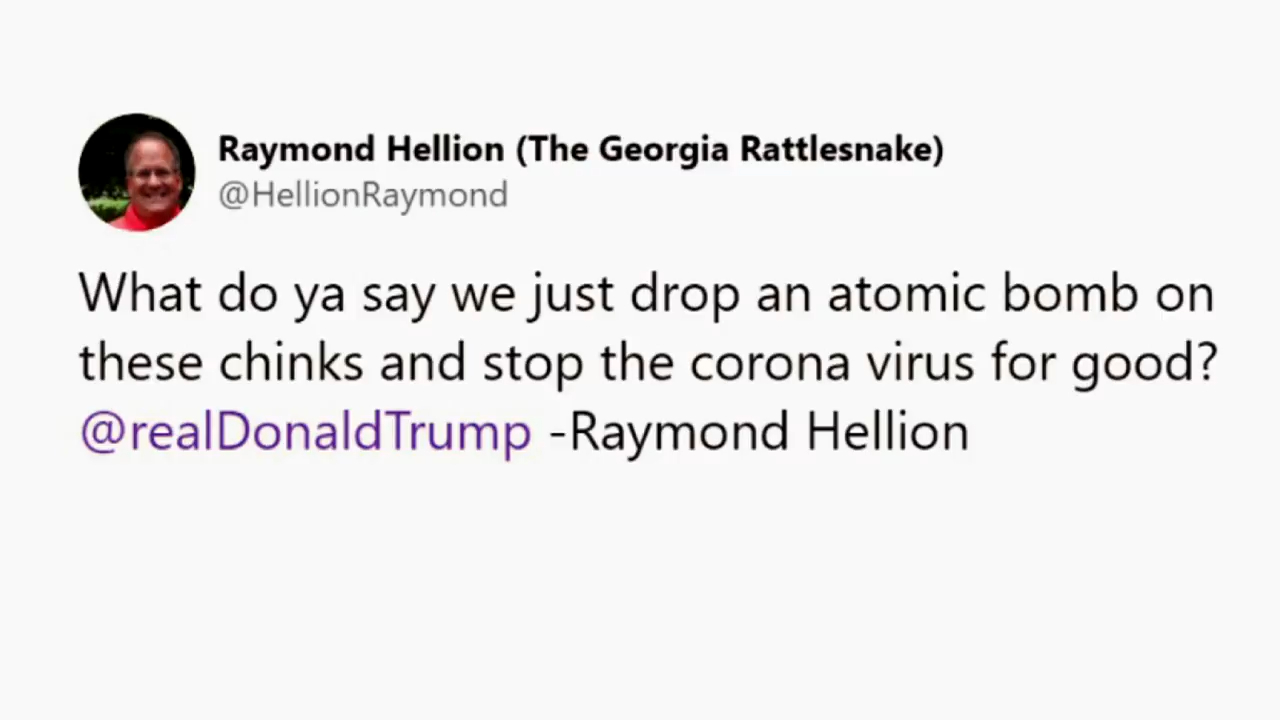 Raymond Hellion (The Georgia Rattlesnake)
@HellionRaymond
What do ya say we just drop an atomic bomb on
these chinks and stop the corona virus for good?
@realDonaldTrump -Raymond Hellion